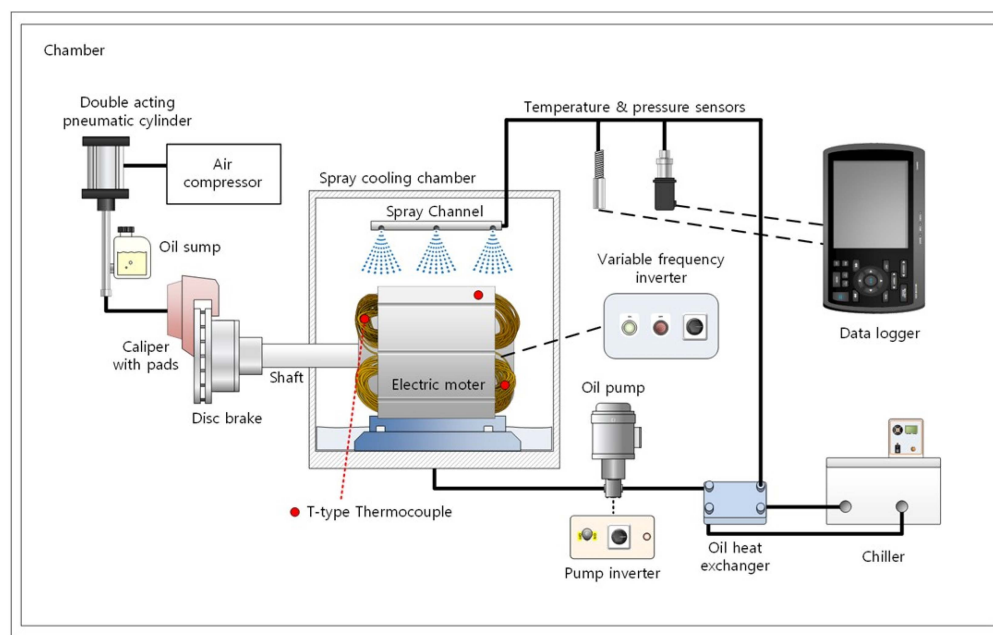 Chamber
Double acting
pneumatic cylinder
Air
compressor
Oil sump
Caliper
with pads
Disc brake
Shaft
Spray cooling chamber
Spray Channel
Electric moter
T-type Thermocouple
Temperature & pressure sensors
Variable frequency
inverter
Data logger
Oil pump
Pump inverter
Oil heat
exchanger
Chiller